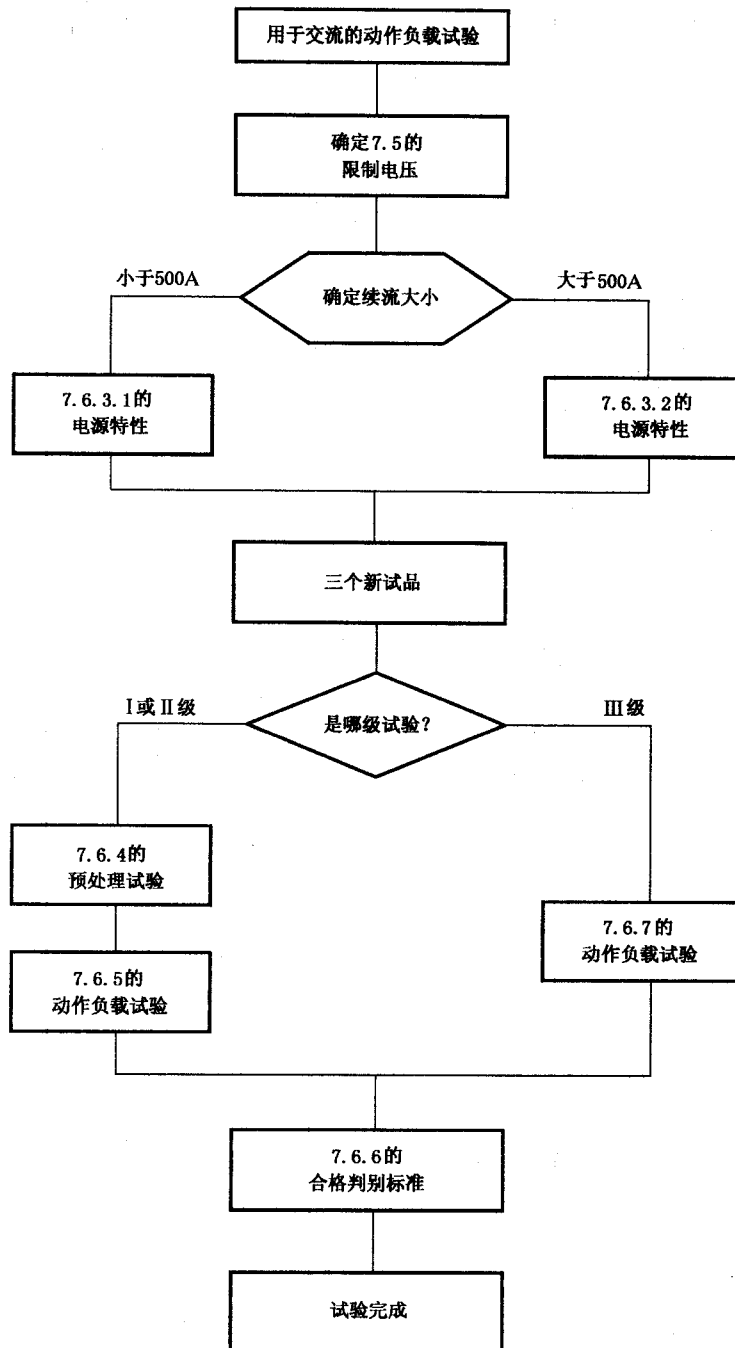 用于交流的动作负载试验
确定7.5的
限制电压
小于500A
确定续流大小
大于500A
7.6.3.1的
电源特性
7.6.3.2的
电源特性
三个新试品
I或II级
是哪级试验?
III级
7.6.4的
预处理试验
7.6.5的
动作负载试验
7.6.7的
动作负载试验
7.6.6的
合格判别标准
试验完成